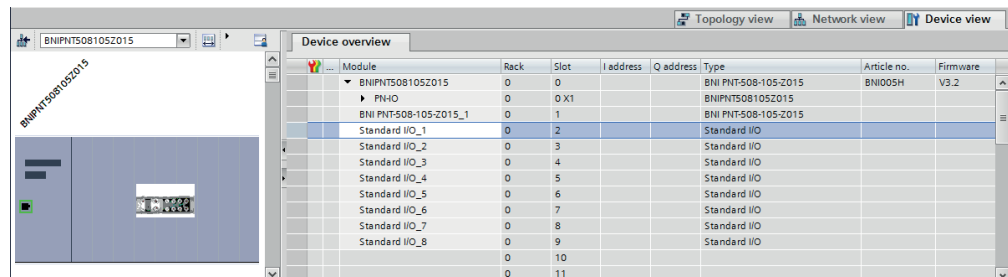 Topology view Network view Device view
BNIPNT508105Z015
Device overview
BNIPNT508105Z015
... Module Rack Slot I address Q address Type Article no. Firmware
BNIPNT508105Z015 0 0 BNI PNT-508-105-Z015 BNI005H V3.2
PN-IO 0 0 X1 BNIPNT508105Z015
BNI PNT-508-105-Z015_1 0 1 BNI PNT-508-105-Z015
Standard I/O_1 0 2 Standard I/O
Standard I/O_2 0 3 Standard I/O
Standard I/O_3 0 4 Standard I/O
Standard I/O_4 0 5 Standard I/O
Standard I/O_5 0 6 Standard I/O
Standard I/O_6 0 7 Standard I/O
Standard I/O_7 0 8 Standard I/O
Standard I/O_8 0 9 Standard I/O
0 10
0 11